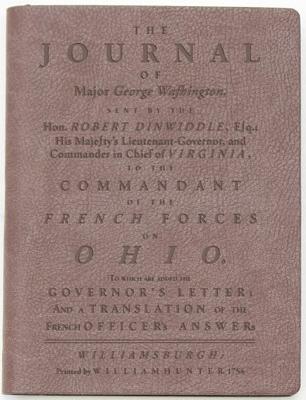 THE
JOURNAL
OF
Major George Waſhington,
SENT BY THE
Hon. ROBERT DINWIDDLE, Eſq.;
His Majeſty's Lieutenant-Governor, and
Commander in Chief of VIRGINIA,
TO THE
COMMANDANT
OF THE
FRENCH FORCES
ON
OHIO.
To which are added the
GOVERNOR'S LETTER;
AND A TRANSLATION OF THE
FRENCH OFFICER'S ANSWER
WILLIAMSBURGH;
Printed by WILLIAM HUNTER, 1754